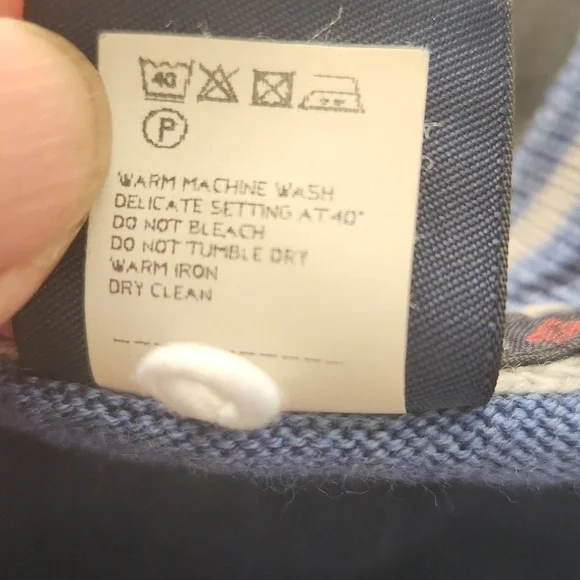 40
P
WARM MACHINE WASH
DELICATE SETTING AT 40°
DO NOT BLEACH
DO NOT TUMBLE DRY
WARM IRON
DRY CLEAN